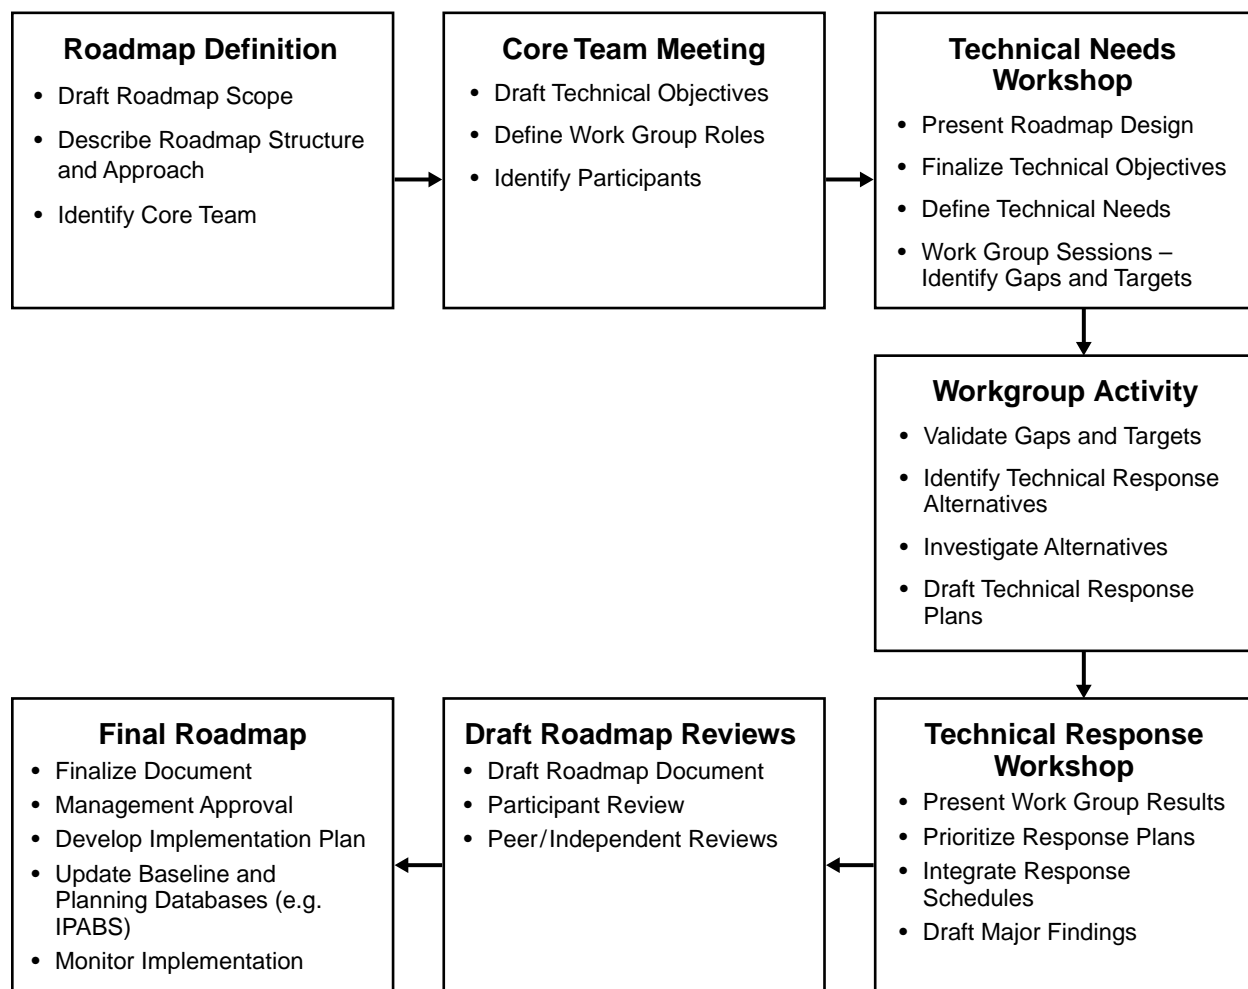 Roadmap Definition
• Draft Roadmap Scope
• Describe Roadmap Structure
and Approach
• Identify Core Team
Core Team Meeting
• Draft Technical Objectives
• Define Work Group Roles
• Identify Participants
Technical Needs
Workshop
• Present Roadmap Design
• Finalize Technical Objectives
• Define Technical Needs
• Work Group Sessions –
Identify Gaps and Targets
Workgroup Activity
• Validate Gaps and Targets
• Identify Technical Response
Alternatives
• Investigate Alternatives
• Draft Technical Response
Plans
Technical Response
Workshop
• Present Work Group Results
• Prioritize Response Plans
• Integrate Response
Schedules
• Draft Major Findings
Draft Roadmap Reviews
• Draft Roadmap Document
• Participant Review
• Peer/Independent Reviews
Final Roadmap
• Finalize Document
• Management Approval
• Develop Implementation Plan
• Update Baseline and
Planning Databases (e.g.
IPABS)
• Monitor Implementation